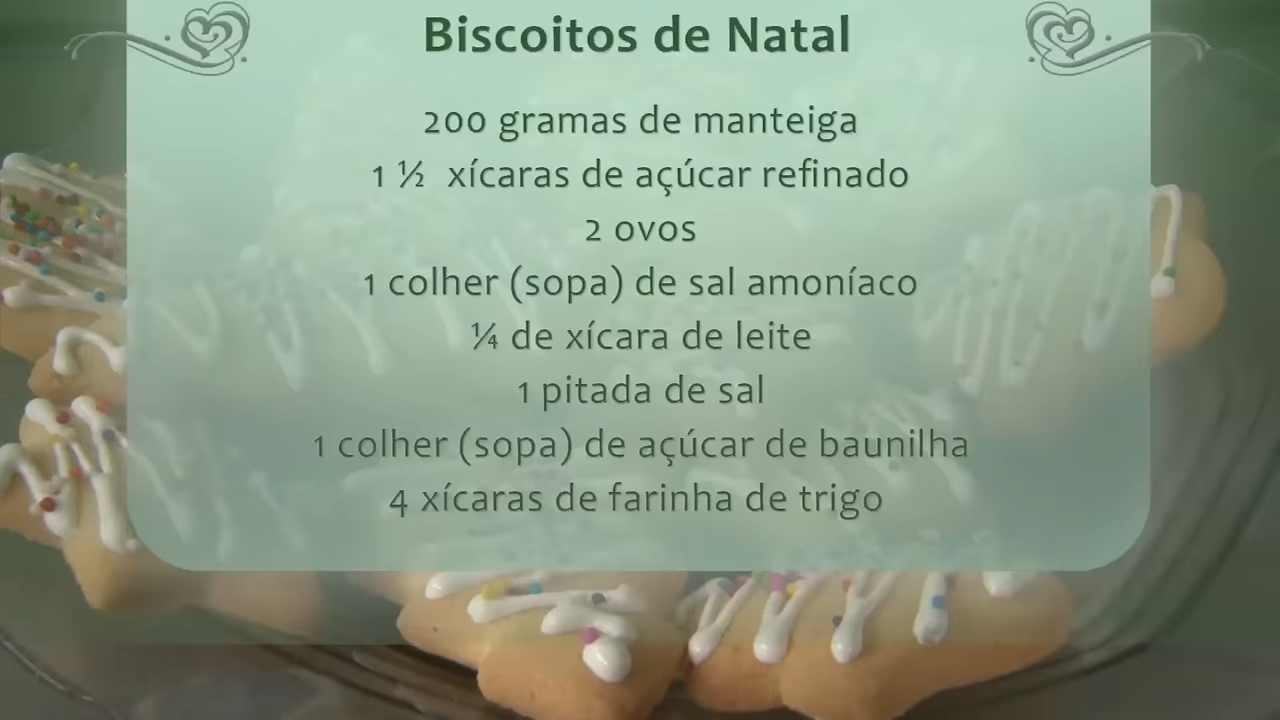 Biscoitos de Natal
200 gramas de manteiga
1 ½ xícaras de açúcar refinado
2 ovos
1 colher (sopa) de sal amoníaco
¼ de xícara de leite
1 pitada de sal
1 colher (sopa) de açúcar de baunilha
4 xícaras de farinha de trigo